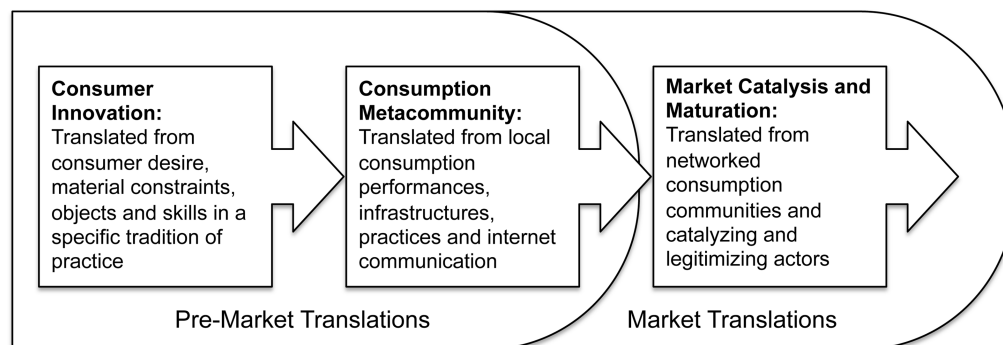 Consumer
Innovation:
Translated from
consumer desire,
material constraints,
objects and skills in a
specific tradition of
practice
Consumption
Metacommunity:
Translated from local
consumption
performances,
infrastructures,
practices and internet
communication
Market Catalysis and
Maturation:
Translated from
networked
consumption
communities and
catalyzing and
legitimizing actors
Pre-Market Translations
Market Translations